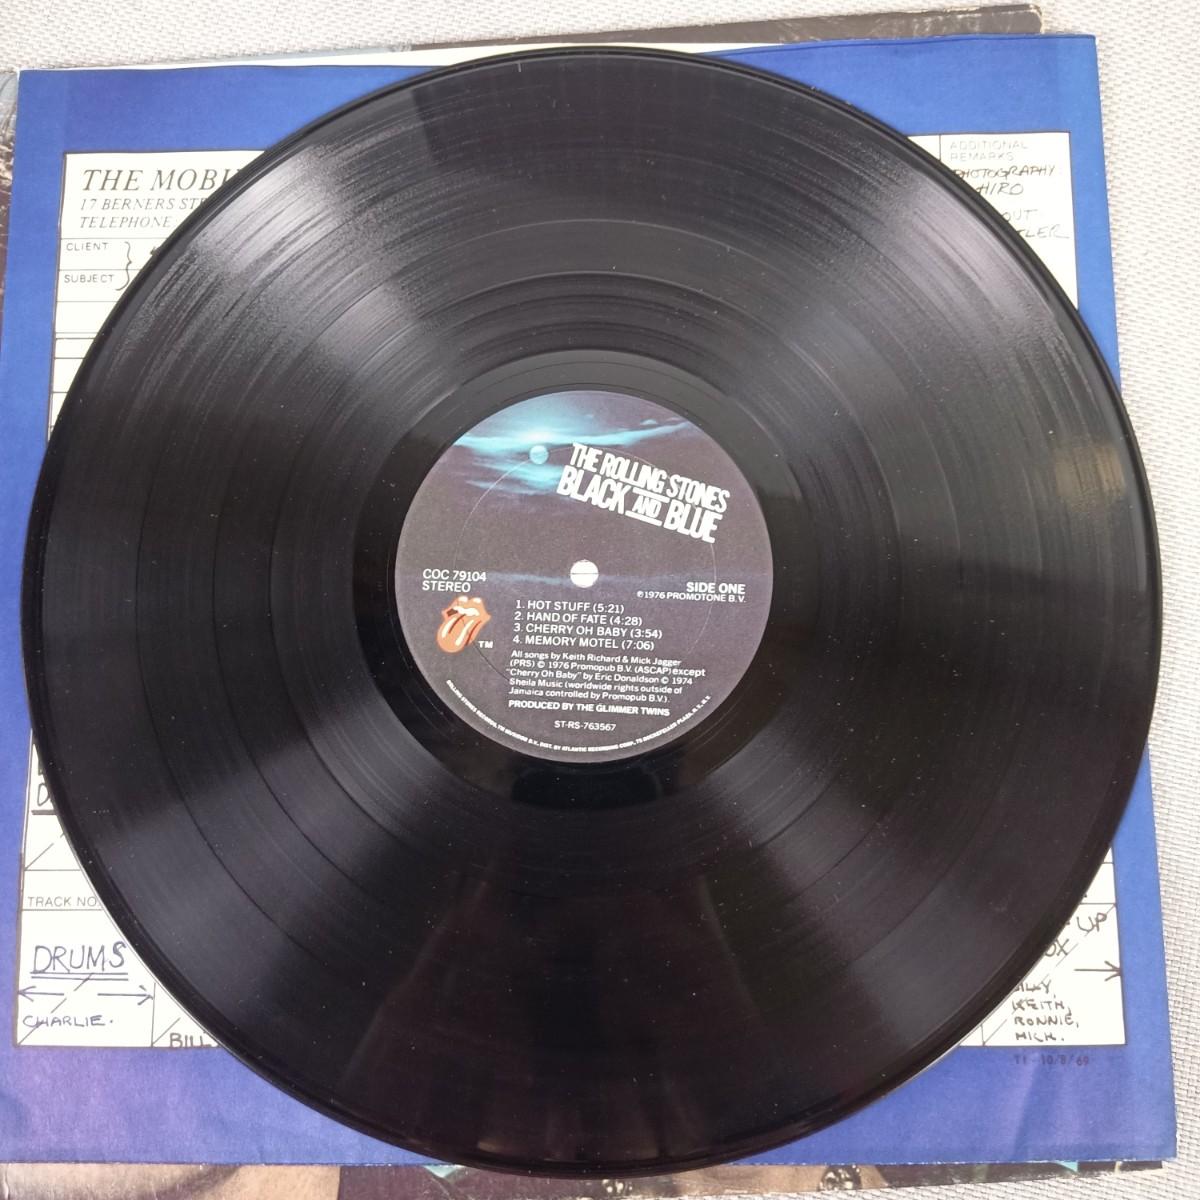 THE MOBI
17 BERNERS STR
TELEPHONE
CLIENT
SUBJECT
ADDITIONAL
REMARKS
PHOTOGRAPHY
HIRO
OUT
THE ROLLING STONES
BLACK AND BLUE
COC 79104
STEREO
SIDE ONE
℗1976 PROMOTONE B.V.
1. HOT STUFF (5:21)
2. HAND OF FATE (4:28)
3. CHERRY OH BABY (3:54)
4. MEMORY MOTEL (7:06)
TM
All songs by Keith Richard & Mick Jagger
(PRS) © 1976 Promopub B.V. (ASCAP) except
"Cherry Oh Baby" by Eric Donaldson © 1974
Sheila Music (worldwide rights outside of
Jamaica controlled by Promopub B.V.).
PRODUCED BY THE GLIMMER TWINS
ST-RS-763567
TRACK NO.
DRUMS
CHARLIE.
BILL
UP
OX
KEITH,
RONNIE,
MICK.